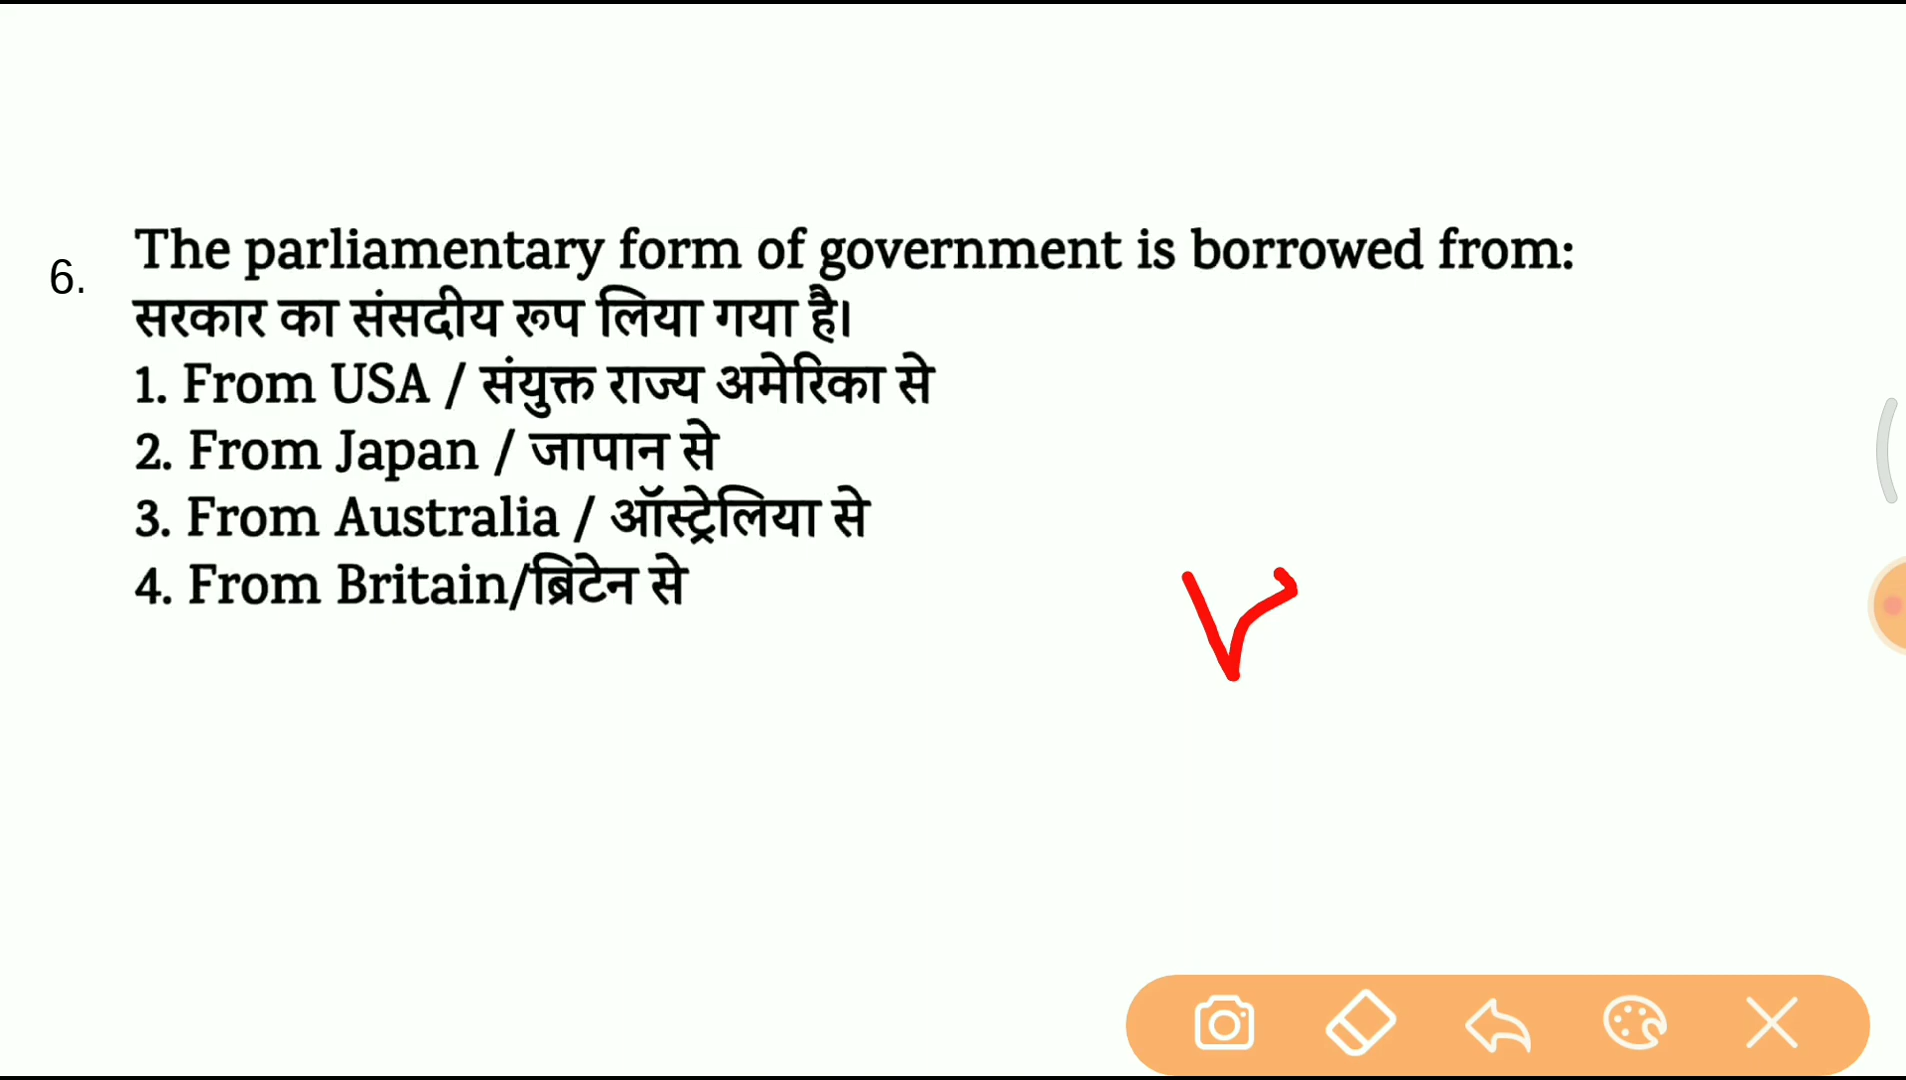 6. The parliamentary form of government is borrowed from:
सरकार का संसदीय रूप लिया गया है।
1. From USA / संयुक्त राज्य अमेरिका से
2. From Japan / जापान से
3. From Australia / ऑस्ट्रेलिया से
4. From Britain/ब्रिटेन से